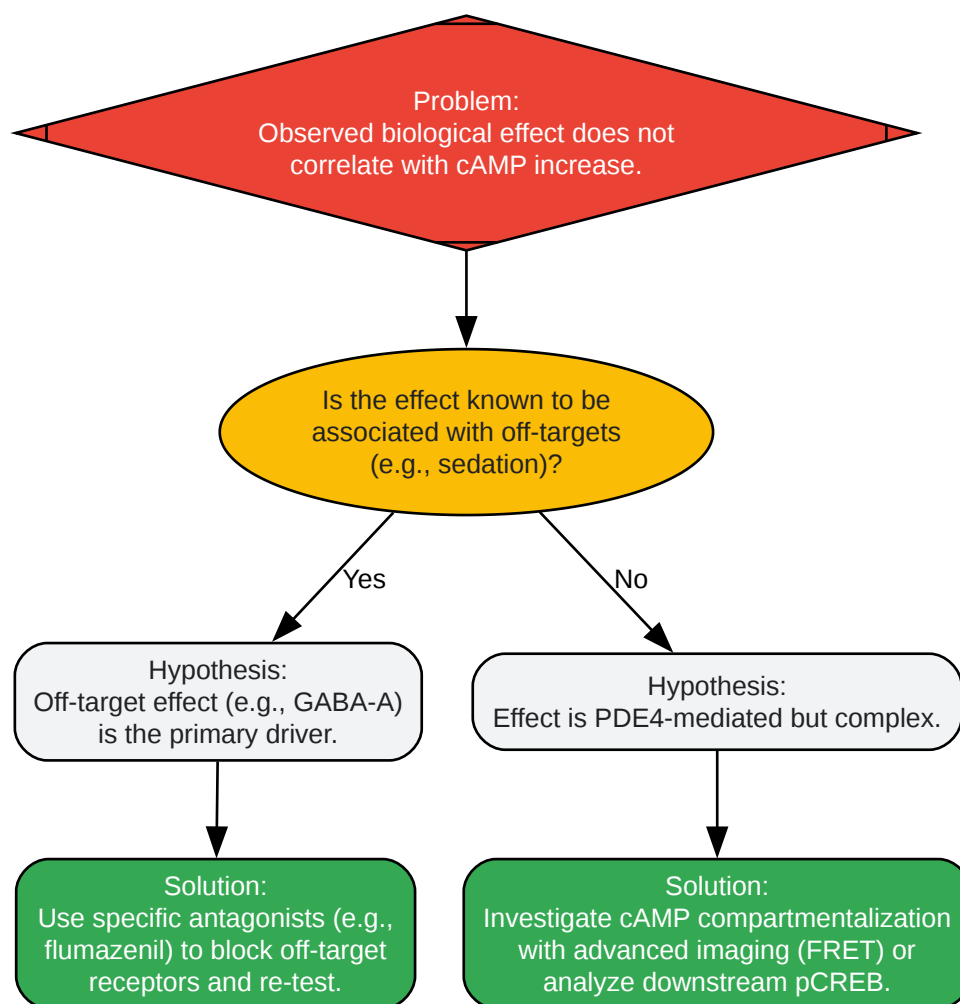 Problem:
Observed biological effect does not
correlate with cAMP increase.
Is the effect known to be
associated with off-targets
(e.g., sedation)?
Yes
No
Hypothesis:
Off-target effect (e.g., GABA-A)
is the primary driver.
Hypothesis:
Effect is PDE4-mediated but complex.
Solution:
Use specific antagonists (e.g.,
flumazenil) to block off-target
receptors and re-test.
Solution:
Investigate cAMP compartmentalization
with advanced imaging (FRET) or
analyze downstream pCREB.